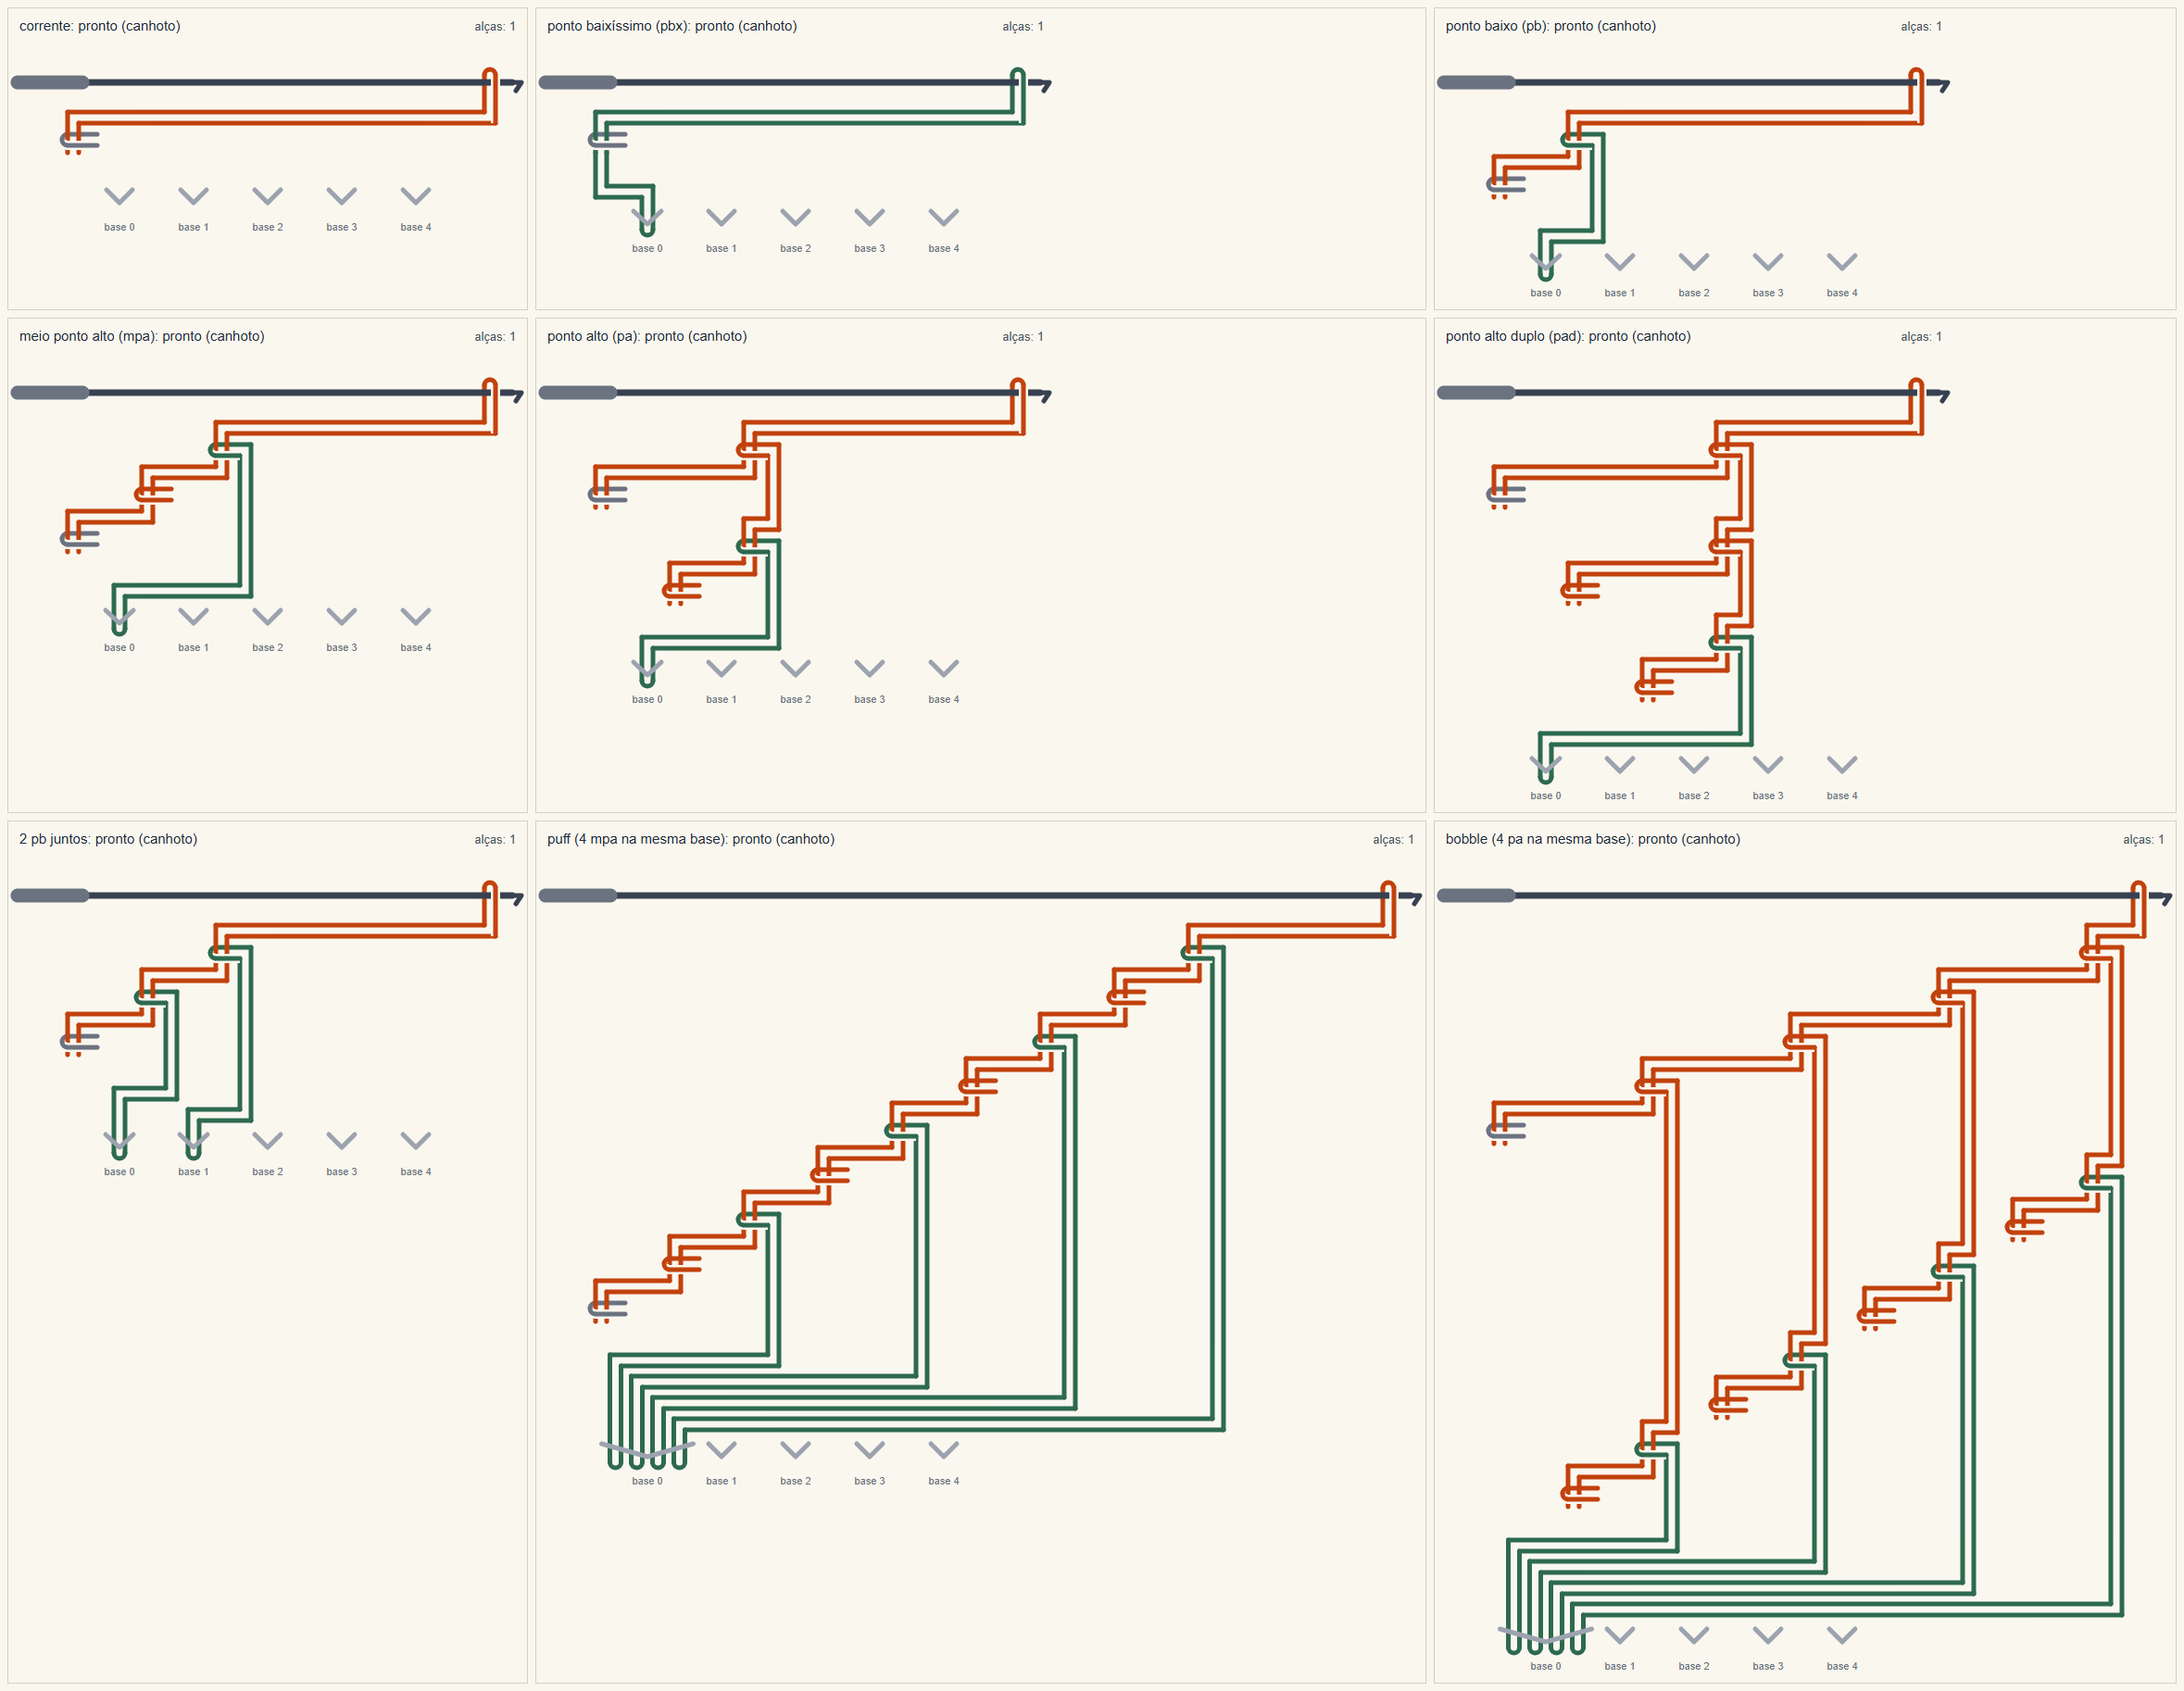 corrente: pronto (canhoto) alças: 1
base 0 base 1 base 2 base 3 base 4
ponto baixíssimo (pbx): pronto (canhoto) alças: 1
base 0 base 1 base 2 base 3 base 4
ponto baixo (pb): pronto (canhoto) alças: 1
base 0 base 1 base 2 base 3 base 4
meio ponto alto (mpa): pronto (canhoto) alças: 1
base 0 base 1 base 2 base 3 base 4
ponto alto (pa): pronto (canhoto) alças: 1
base 0 base 1 base 2 base 3 base 4
ponto alto duplo (pad): pronto (canhoto) alças: 1
base 0 base 1 base 2 base 3 base 4
2 pb juntos: pronto (canhoto) alças: 1
base 0 base 1 base 2 base 3 base 4
puff (4 mpa na mesma base): pronto (canhoto) alças: 1
base 0 base 1 base 2 base 3 base 4
bobble (4 pa na mesma base): pronto (canhoto) alças: 1
base 0 base 1 base 2 base 3 base 4